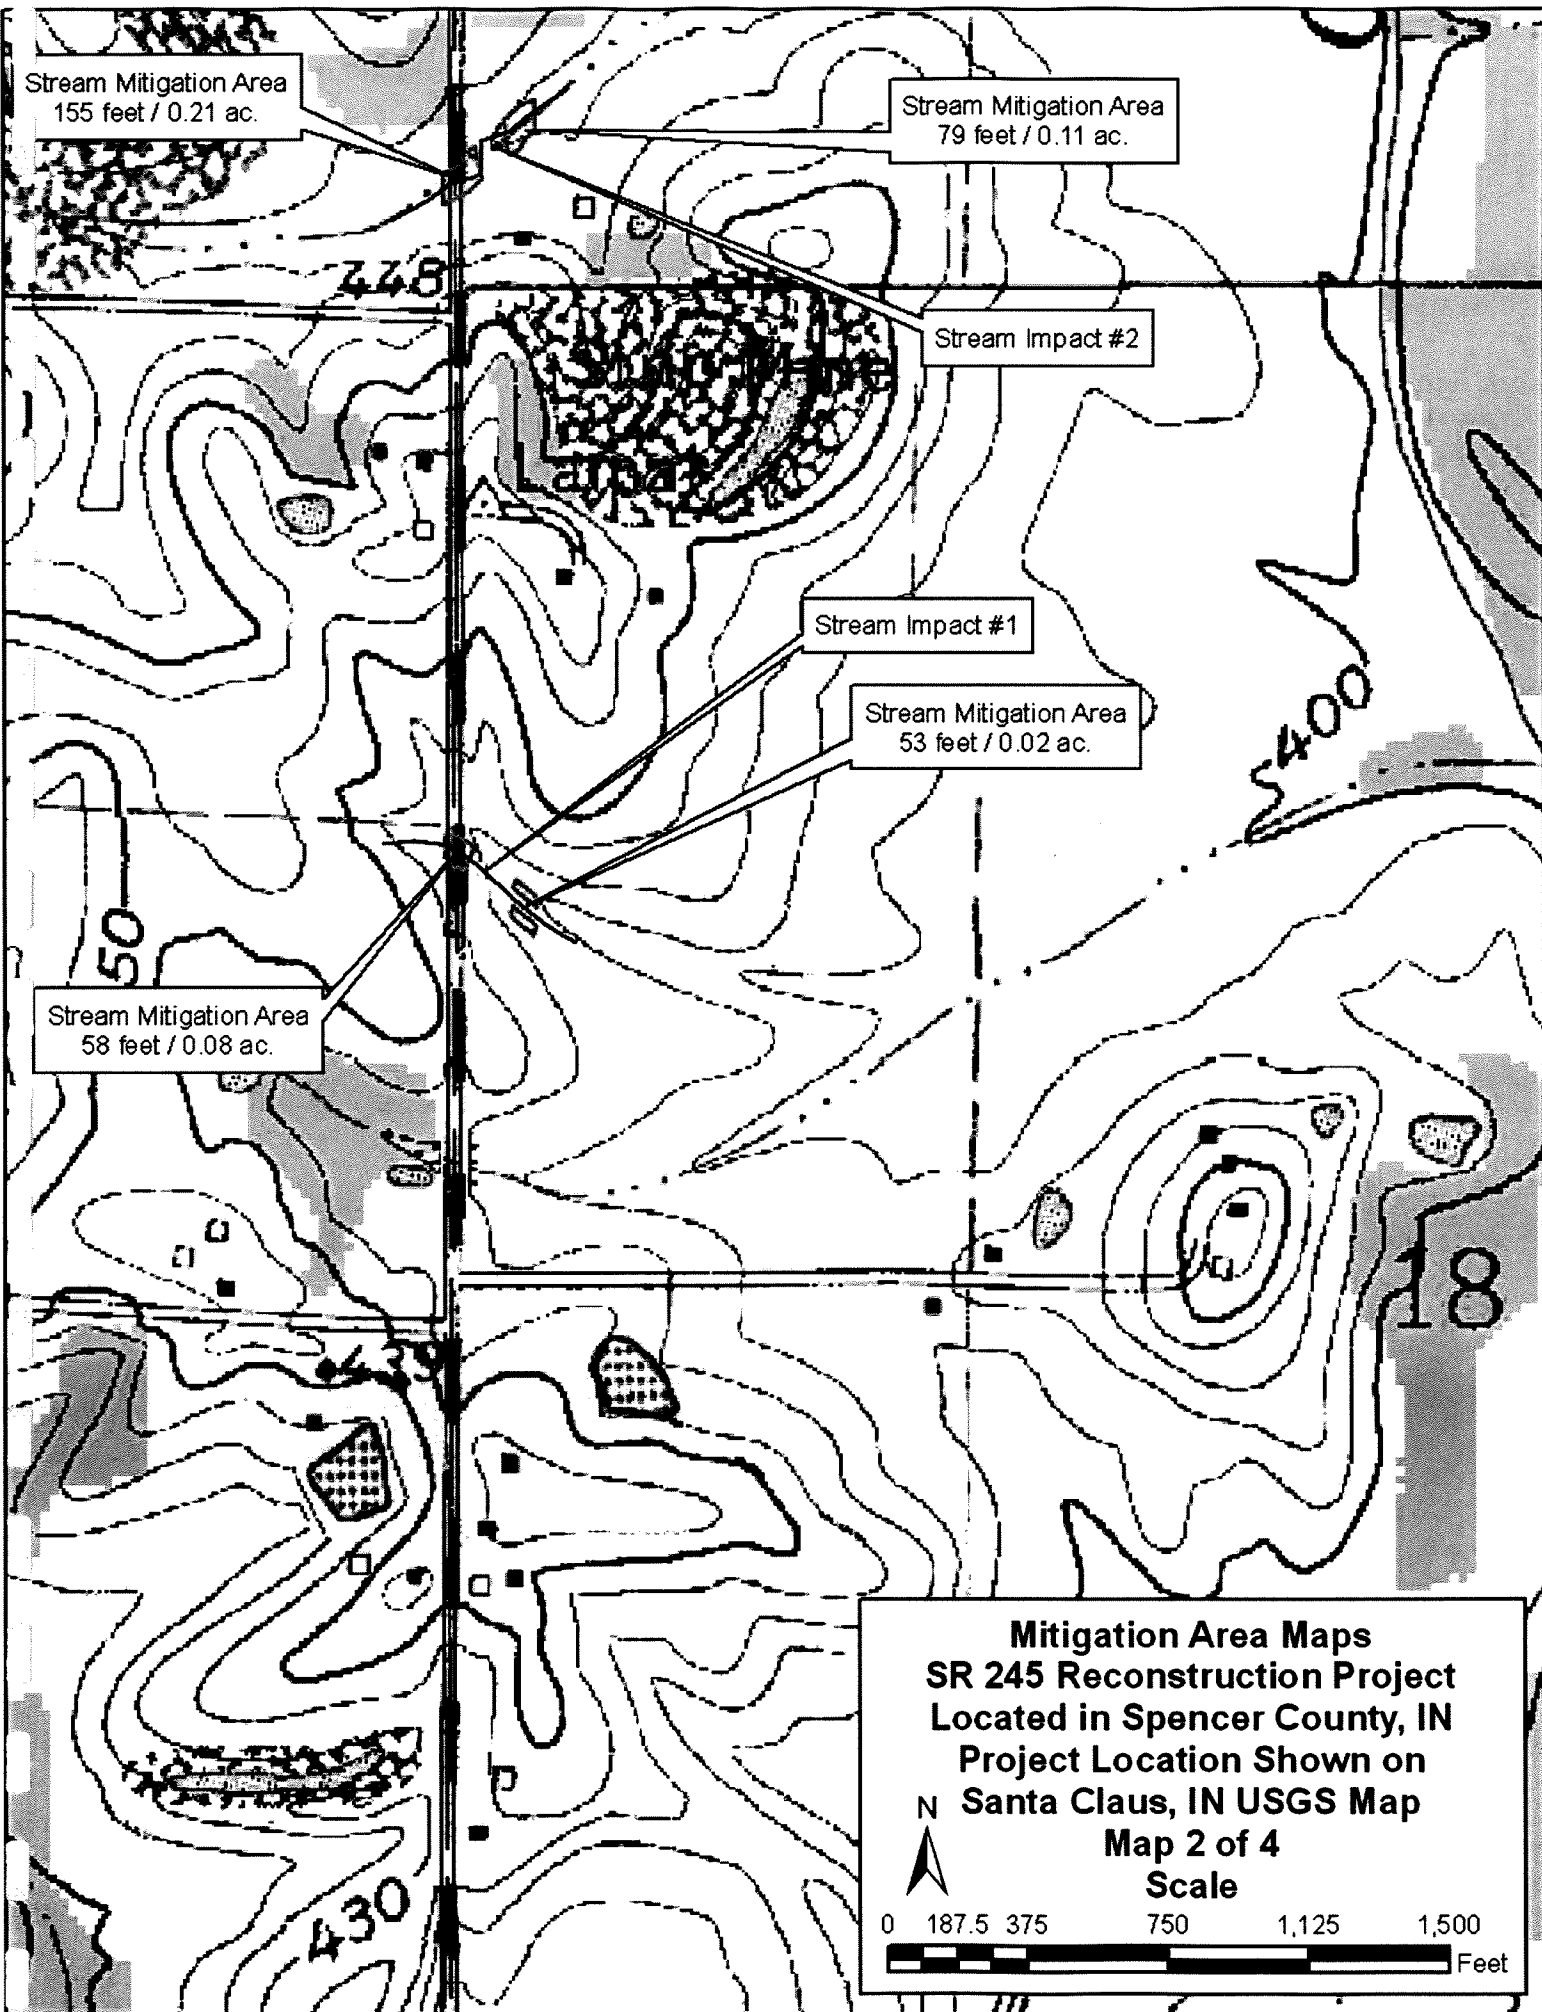 Stream Mitigation Area
155 feet / 0.21 ac.
Stream Mitigation Area
79 feet / 0.11 ac.
448
Stream Impact #2
Strip Mine
Stream Impact #1
400
Stream Mitigation Area
53 feet / 0.02 ac.
50
Stream Mitigation Area
58 feet / 0.08 ac.
18
439
430
Mitigation Area Maps
SR 245 Reconstruction Project
Located in Spencer County, IN
Project Location Shown on
Santa Claus, IN USGS Map
Map 2 of 4
Scale
N
0 187.5 375 750 1,125 1,500
Feet